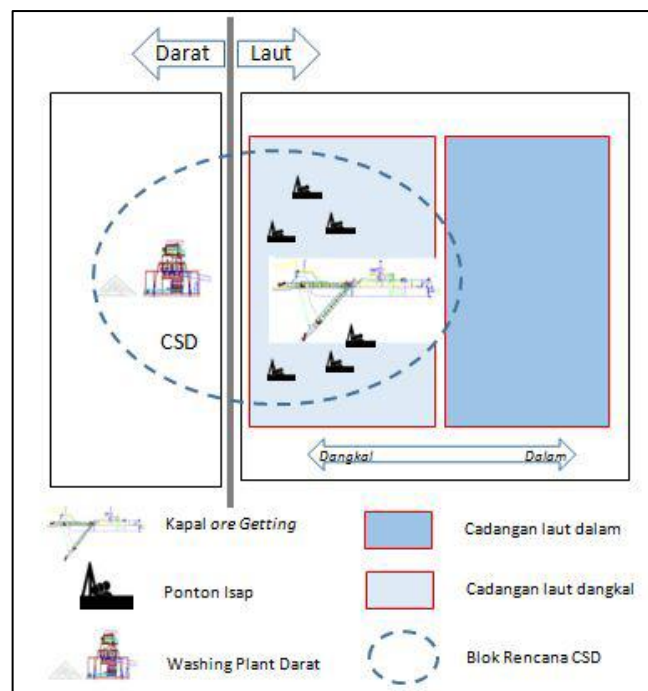 Darat Laut
CSD
Dangkal Dalam
Kapal ore Getting
Cadangan laut dalam
Ponton Isap
Cadangan laut dangkal
Washing Plant Darat
Blok Rencana CSD